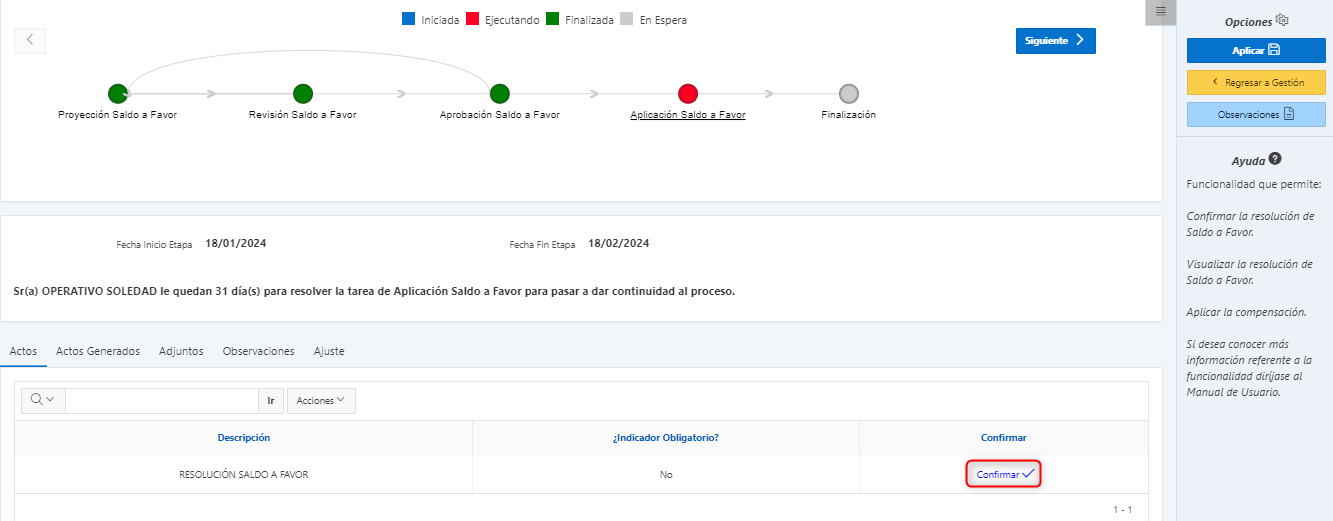 Iniciada Ejecutando Finalizada En Espera
Siguiente
Proyección Saldo a Favor
Revisión Saldo a Favor
Aprobación Saldo a Favor
Aplicación Saldo a Favor
Finalización
Fecha Inicio Etapa 18/01/2024 Fecha Fin Etapa 18/02/2024
Sr(a) OPERATIVO SOLEDAD le quedan 31 día(s) para resolver la tarea de Aplicación Saldo a Favor para pasar a dar continuidad al proceso.
Actos Actos Generados Adjuntos Observaciones Ajuste
Ir Acciones
Descripción ¿Indicador Obligatorio? Confirmar
RESOLUCIÓN SALDO A FAVOR No Confirmar
1 - 1
Opciones
Aplicar
Regresar a Gestión
Observaciones
Ayuda
Funcionalidad que permite:
Confirmar la resolución de
Saldo a Favor.
Visualizar la resolución de
Saldo a Favor.
Aplicar la compensación.
Si desea conocer más
información referente a la
funcionalidad diríjase al
Manual de Usuario.